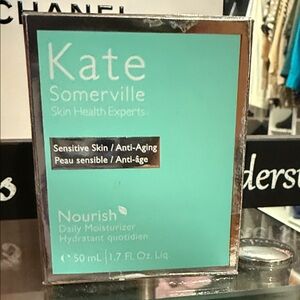 CHANEL
Kate
Somerville
Skin Health Experts
Sensitive Skin / Anti-Aging
Peau sensible / Anti-âge
Nourish
Daily Moisturizer
Hydratant quotidien
50 mL | 1.7 Fl. Oz. Liq.
ders